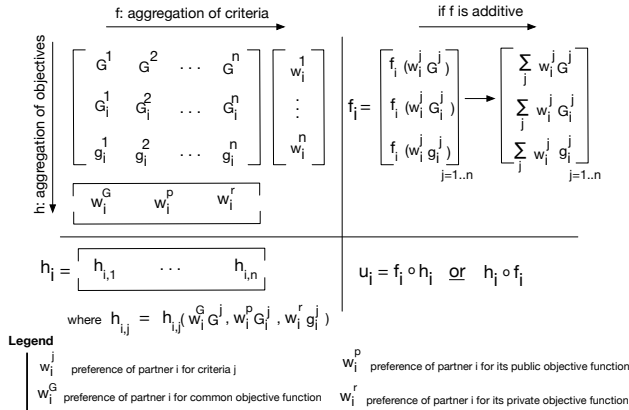 f: aggregation of criteria
if f is additive
h: aggregation of objectives
G^1 G^2 ... G^n
G_i^1 G_i^2 ... G_i^n
g_i^1 g_i^2 ... g_i^n
w_i^1
⋮
w_i^n
w_i^G w_i^p w_i^r
f_i =
f_i (w_i^j G^j)
f_i (w_i^j G_i^j)
f_i (w_i^j g_i^j)
j=1..n
∑_j w_i^j G^j
∑_j w_i^j G_i^j
∑_j w_i^j g_i^j
j=1..n
h_i = h_{i,1} ... h_{i,n}
where h_{i,j} = h_{i,j}(w_i^G G^j, w_i^p G_i^j, w_i^r g_i^j)
u_i = f_i ∘ h_i or h_i ∘ f_i
Legend
w_i^j preference of partner i for criteria j
w_i^G preference of partner i for common objective function
w_i^p preference of partner i for its public objective function
w_i^r preference of partner i for its private objective function